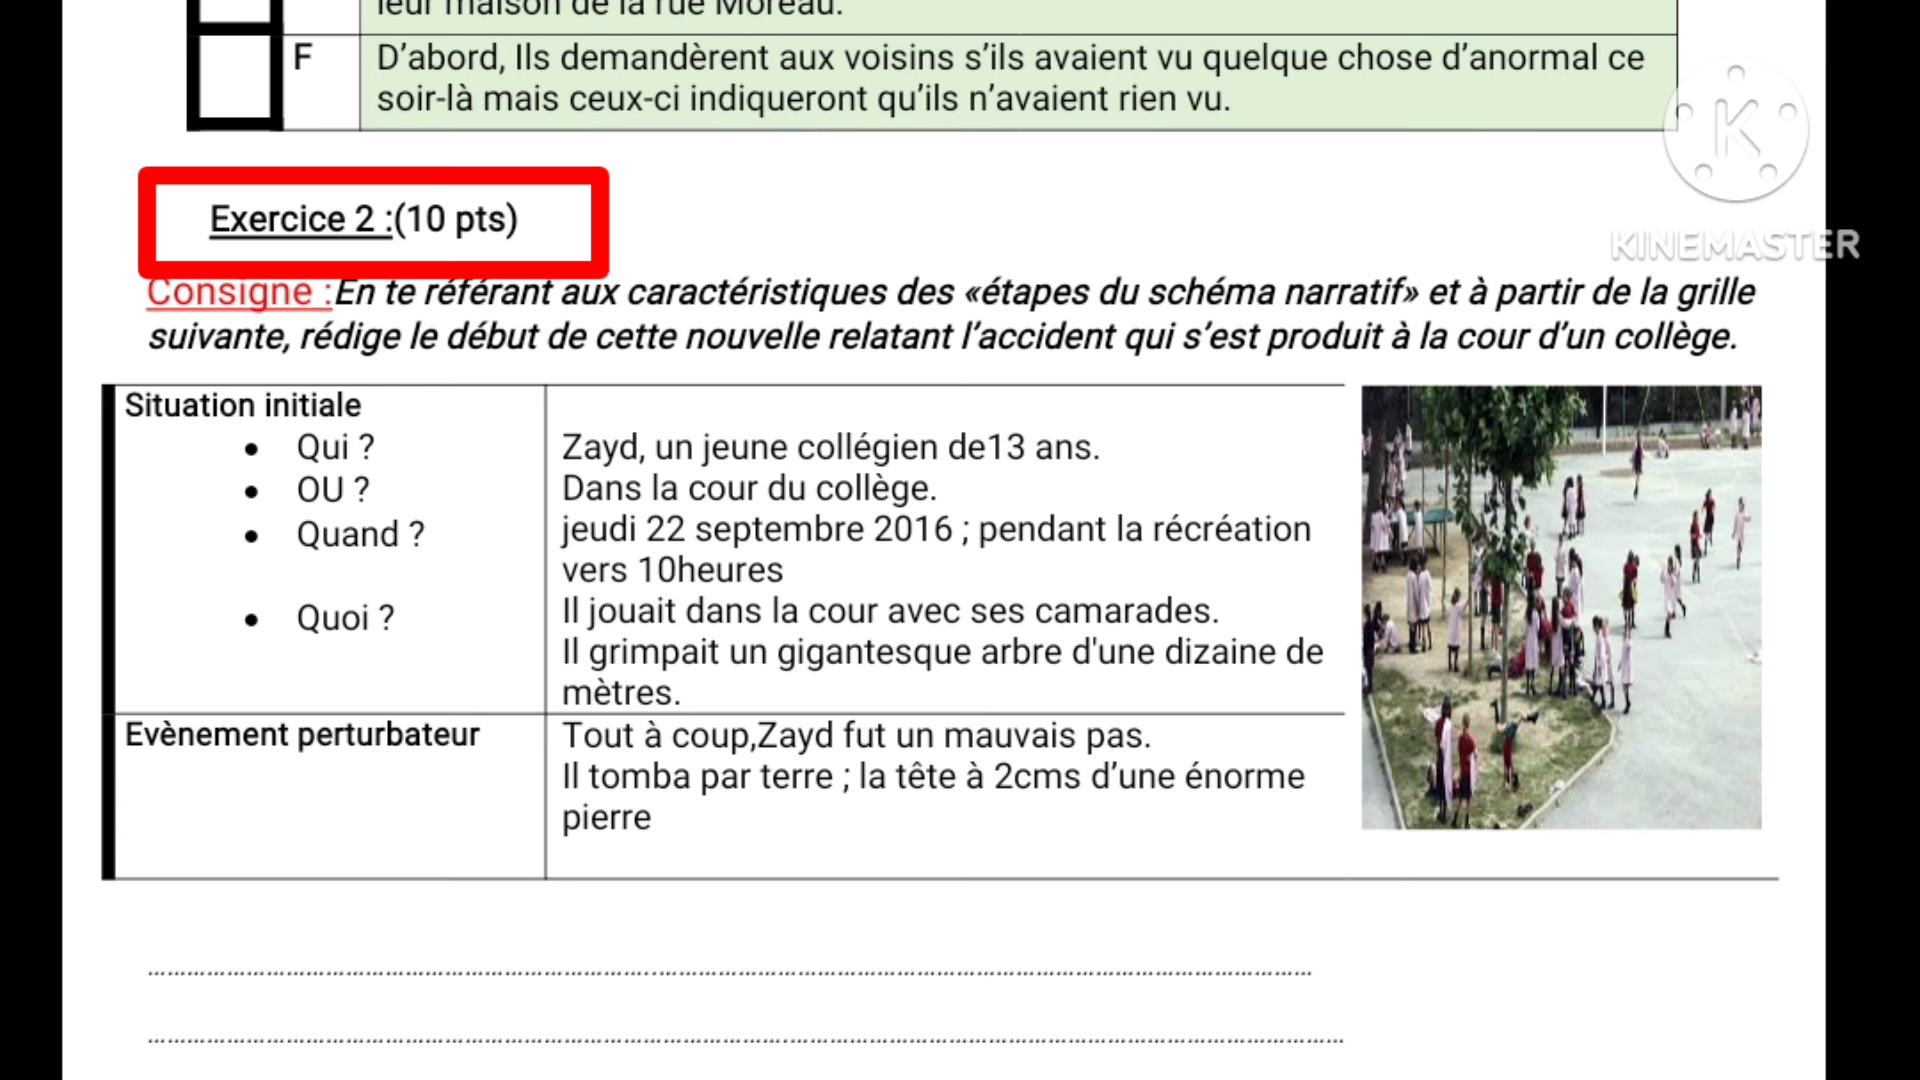 leur maison de la rue Moreau.
F
D’abord, Ils demandèrent aux voisins s’ils avaient vu quelque chose d’anormal ce
soir-là mais ceux-ci indiqueront qu’ils n’avaient rien vu.
K
KINEMASTER
Exercice 2 :(10 pts)
Consigne :En te référant aux caractéristiques des «étapes du schéma narratif» et à partir de la grille
suivante, rédige le début de cette nouvelle relatant l’accident qui s’est produit à la cour d’un collège.
Situation initiale
• Qui ?
• OU ?
• Quand ?
• Quoi ?
Zayd, un jeune collégien de13 ans.
Dans la cour du collège.
jeudi 22 septembre 2016 ; pendant la récréation
vers 10heures
Il jouait dans la cour avec ses camarades.
Il grimpait un gigantesque arbre d'une dizaine de
mètres.
Evènement perturbateur
Tout à coup,Zayd fut un mauvais pas.
Il tomba par terre ; la tête à 2cms d’une énorme
pierre